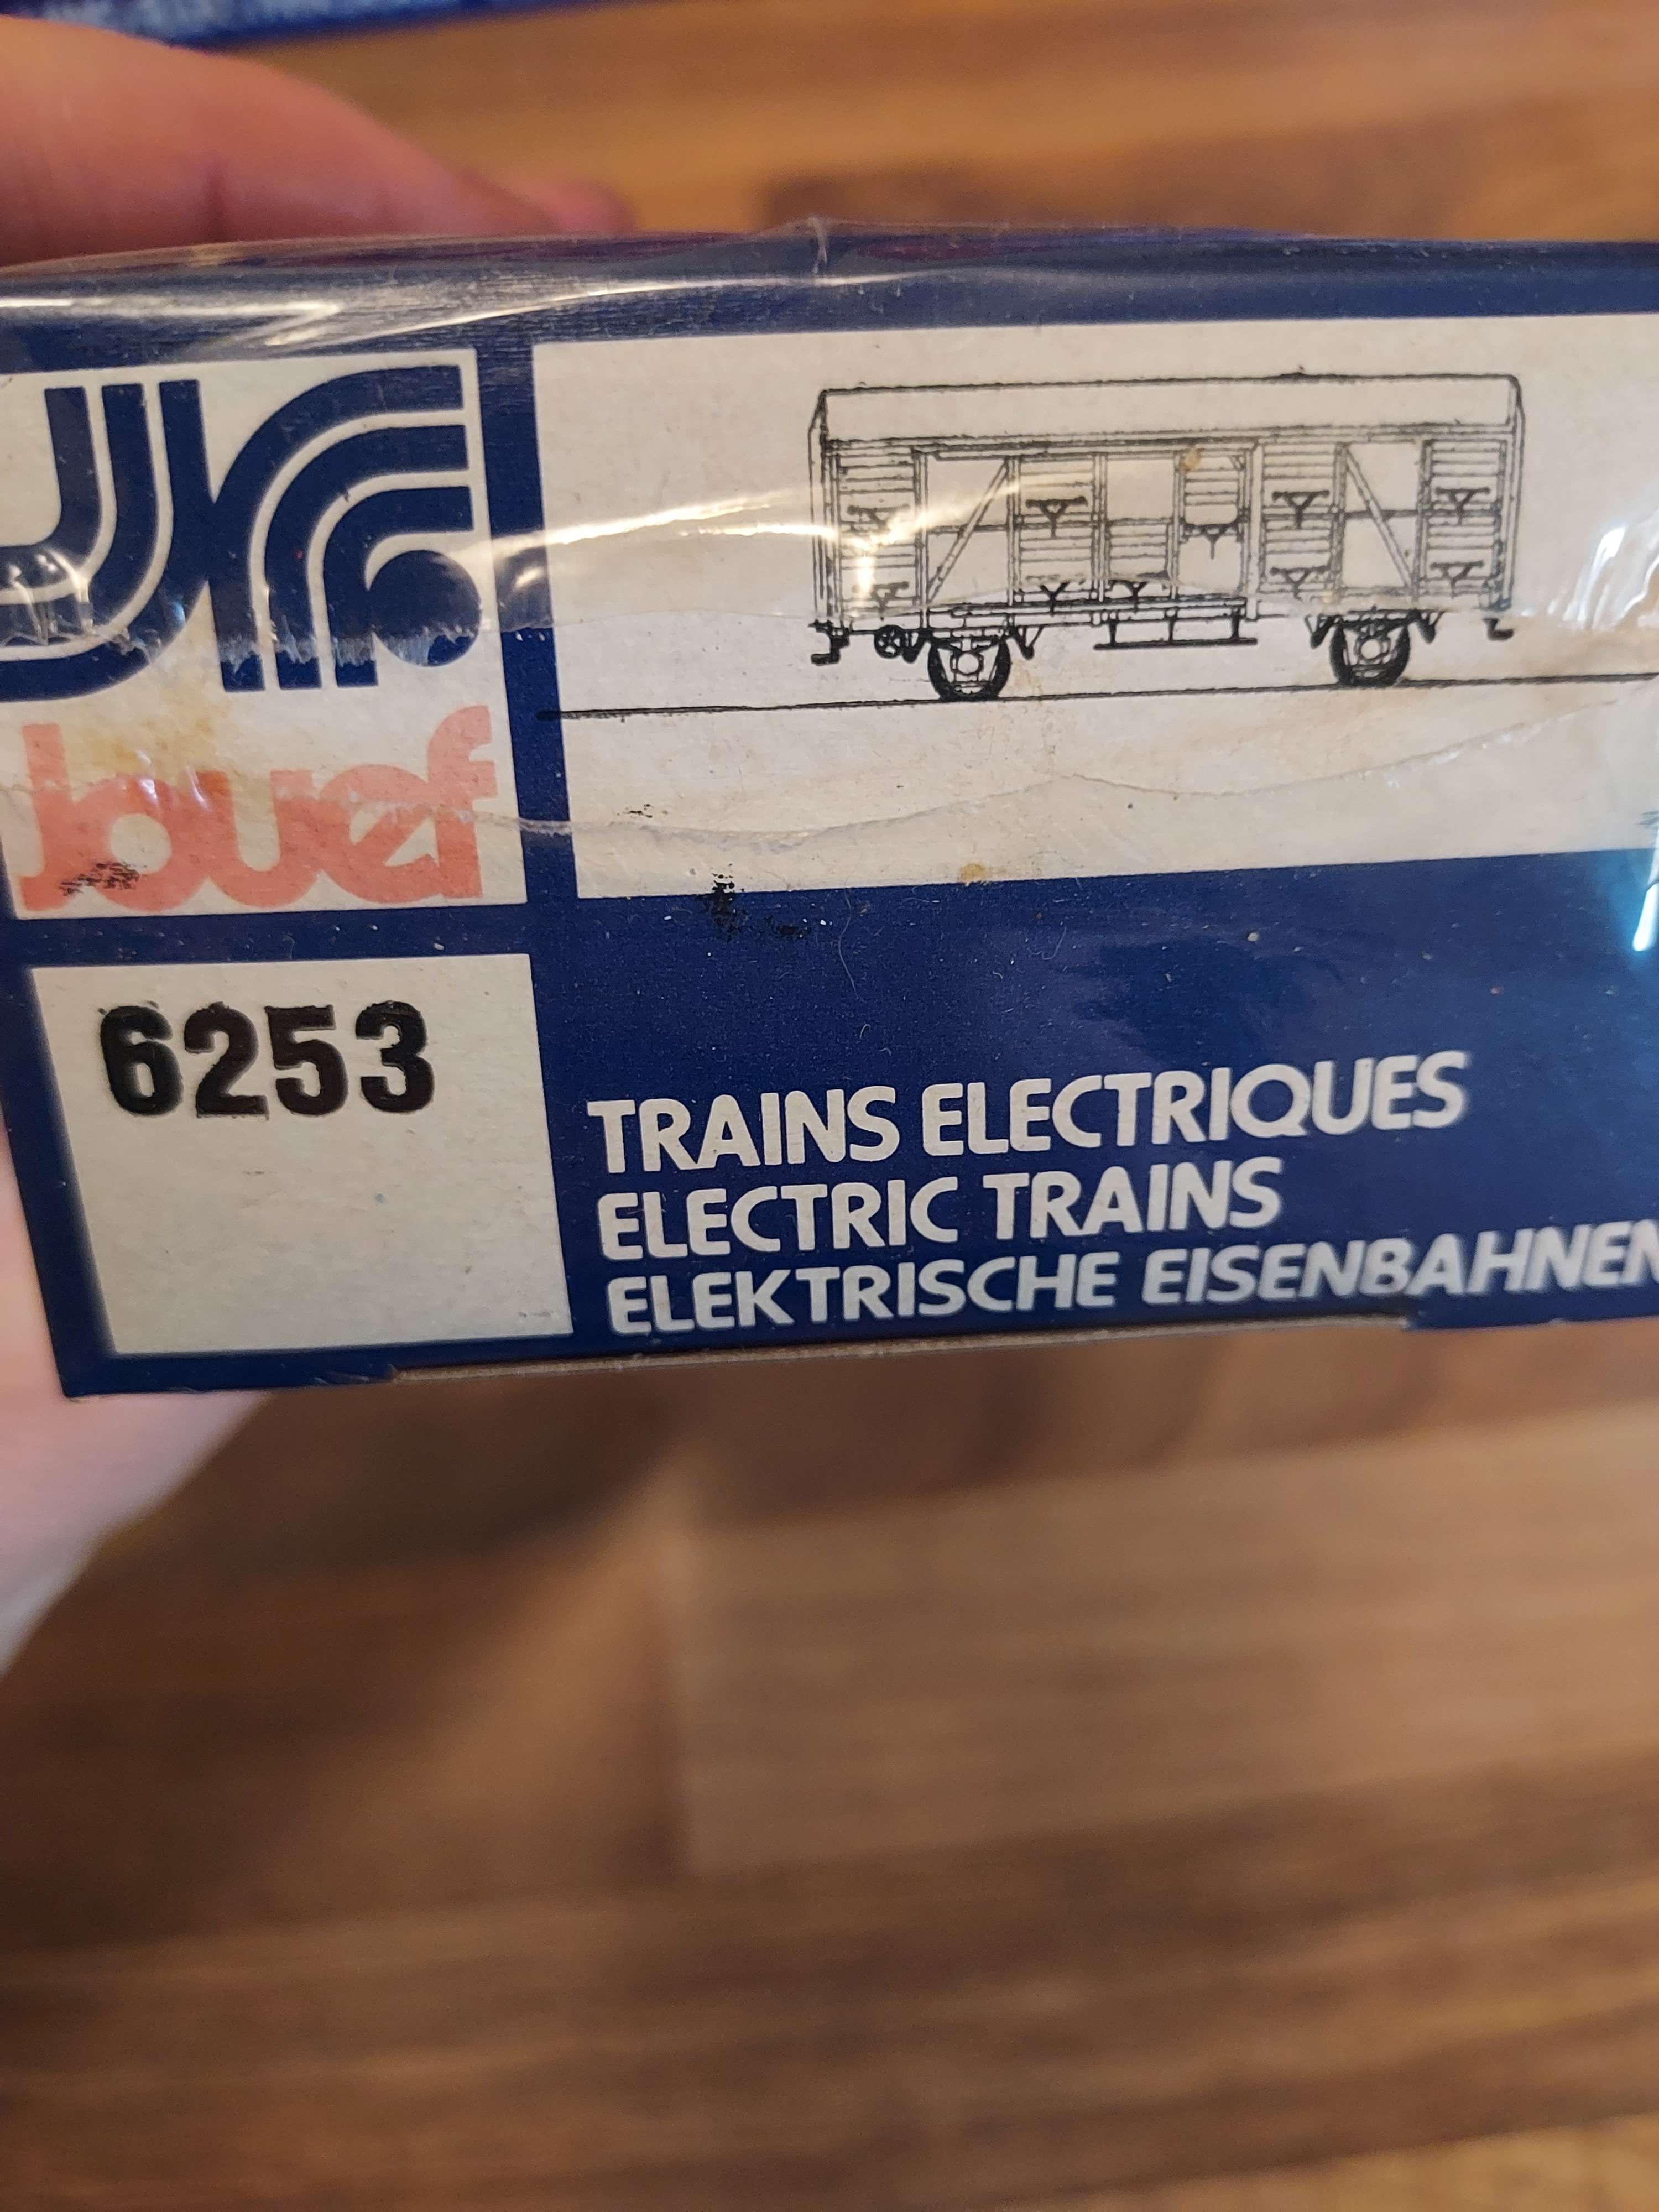 Jouef
6253
TRAINS ELECTRIQUES
ELECTRIC TRAINS
ELEKTRISCHE EISENBAHNEN